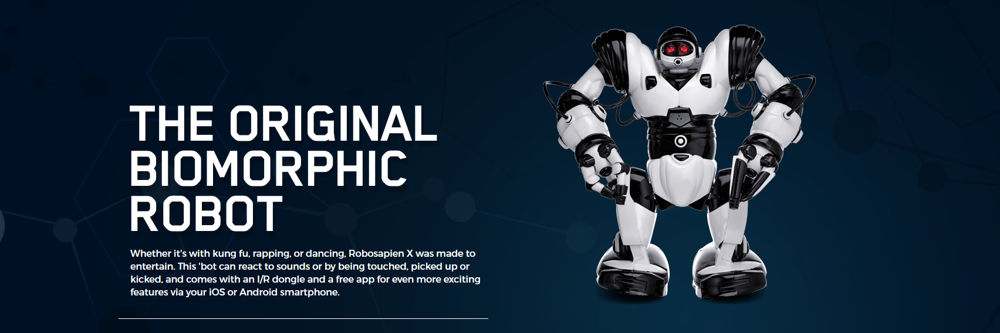 THE ORIGINAL
BIOMORPHIC
ROBOT
Whether it's with kung fu, rapping, or dancing, Robosapien X was made to
entertain. This 'bot can react to sounds or by being touched, picked up or
kicked, and comes with an I/R dongle and a free app for even more exciting
features via your iOS or Android smartphone.